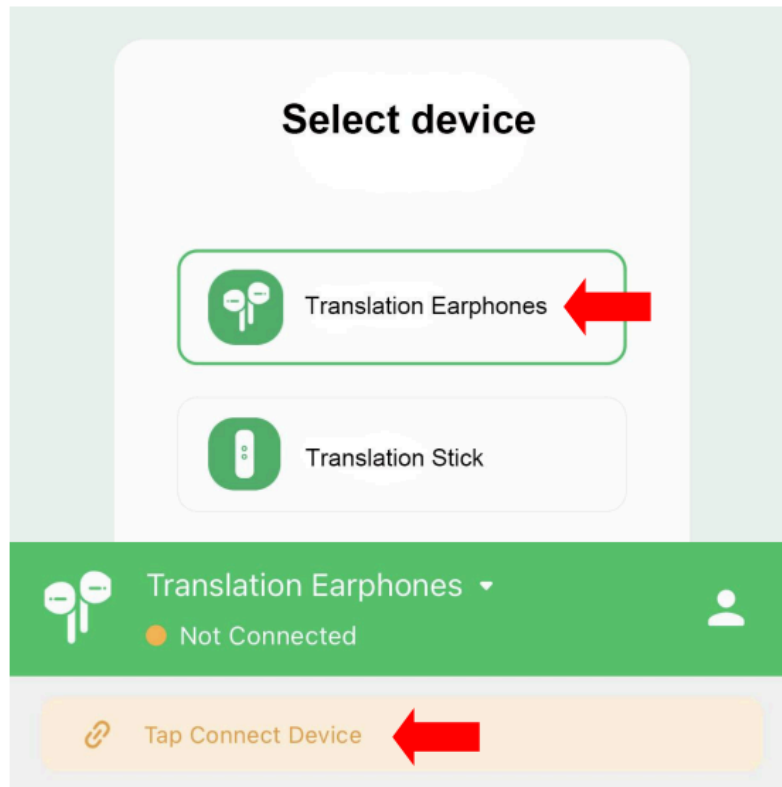 Select device
Translation Earphones
Translation Stick
Translation Earphones
Not Connected
Tap Connect Device